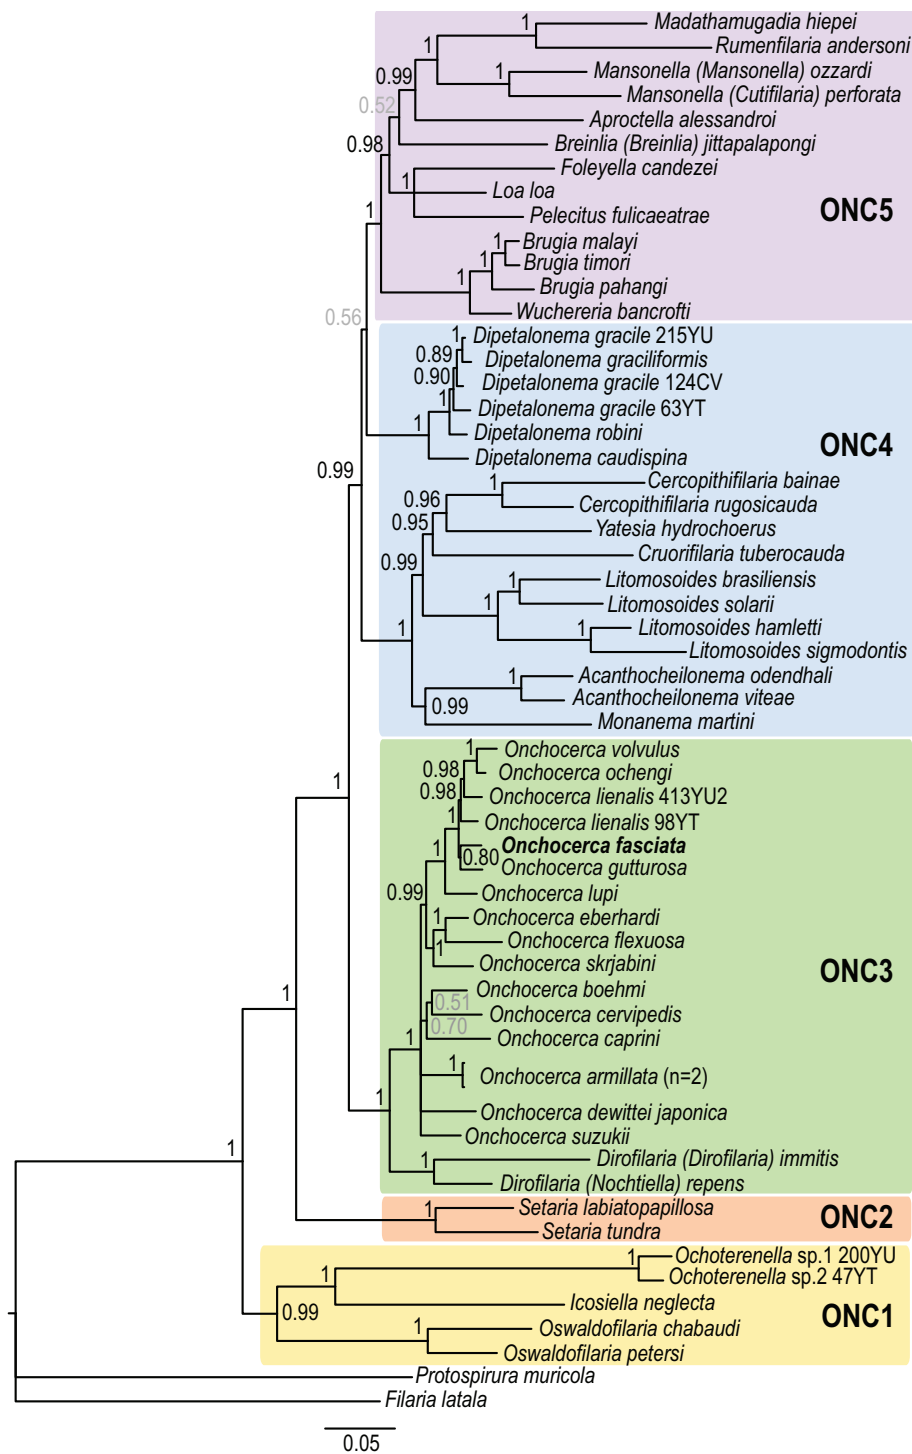 1 Madathamugadia hiepei
1 Rumenfilaria andersoni
0.99 1 Mansonella (Mansonella) ozzardi
0.52 Mansonella (Cutifilaria) perforata
Aproctella alessandroi
0.98 Breinlia (Breinlia) jittapalapongi
1 Foleyella candezei
Loa loa
1 Pelecitus fulicaeatrae
ONC5
1 Brugia malayi
1 Brugia timori
1 Brugia pahangi
Wuchereria bancrofti
0.56
1 Dipetalonema gracile 215YU
0.89 Dipetalonema graciliformis
0.90 Dipetalonema gracile 124CV
1 Dipetalonema gracile 63YT
1 Dipetalonema robini
ONC4
Dipetalonema caudispina
0.99
1 Cercopithifilaria bainae
0.96 Cercopithifilaria rugosicauda
0.95 Yatesia hydrochoerus
Cruorifilaria tuberocauda
0.99
1 Litomosoides brasiliensis
1 Litomosoides solarii
1 1 Litomosoides hamletti
Litomosoides sigmodontis
1 Acanthocheilonema odendhali
0.99 Acanthocheilonema viteae
Monanema martini
1 Onchocerca volvulus
0.98 Onchocerca ochengi
1 0.98 Onchocerca lienalis 413YU2
1 Onchocerca lienalis 98YT
1 Onchocerca fasciata
0.80 Onchocerca gutturosa
0.99 Onchocerca lupi
1 Onchocerca eberhardi
1 Onchocerca flexuosa
Onchocerca skrjabini
ONC3
1 Onchocerca boehmi
0.51 Onchocerca cervipedis
0.70 Onchocerca caprini
1 1 Onchocerca armillata (n=2)
1 Onchocerca dewittei japonica
Onchocerca suzukii
1 1 Dirofilaria (Dirofilaria) immitis
Dirofilaria (Nochtiella) repens
1 Setaria labiatopapillosa
ONC2
Setaria tundra
1 Ochoterenella sp.1 200YU
1 Ochoterenella sp.2 47YT
0.99 Icosiella neglecta
ONC1
1 Oswaldofilaria chabaudi
Oswaldofilaria petersi
Protospirura muricola
Filaria latala
0.05